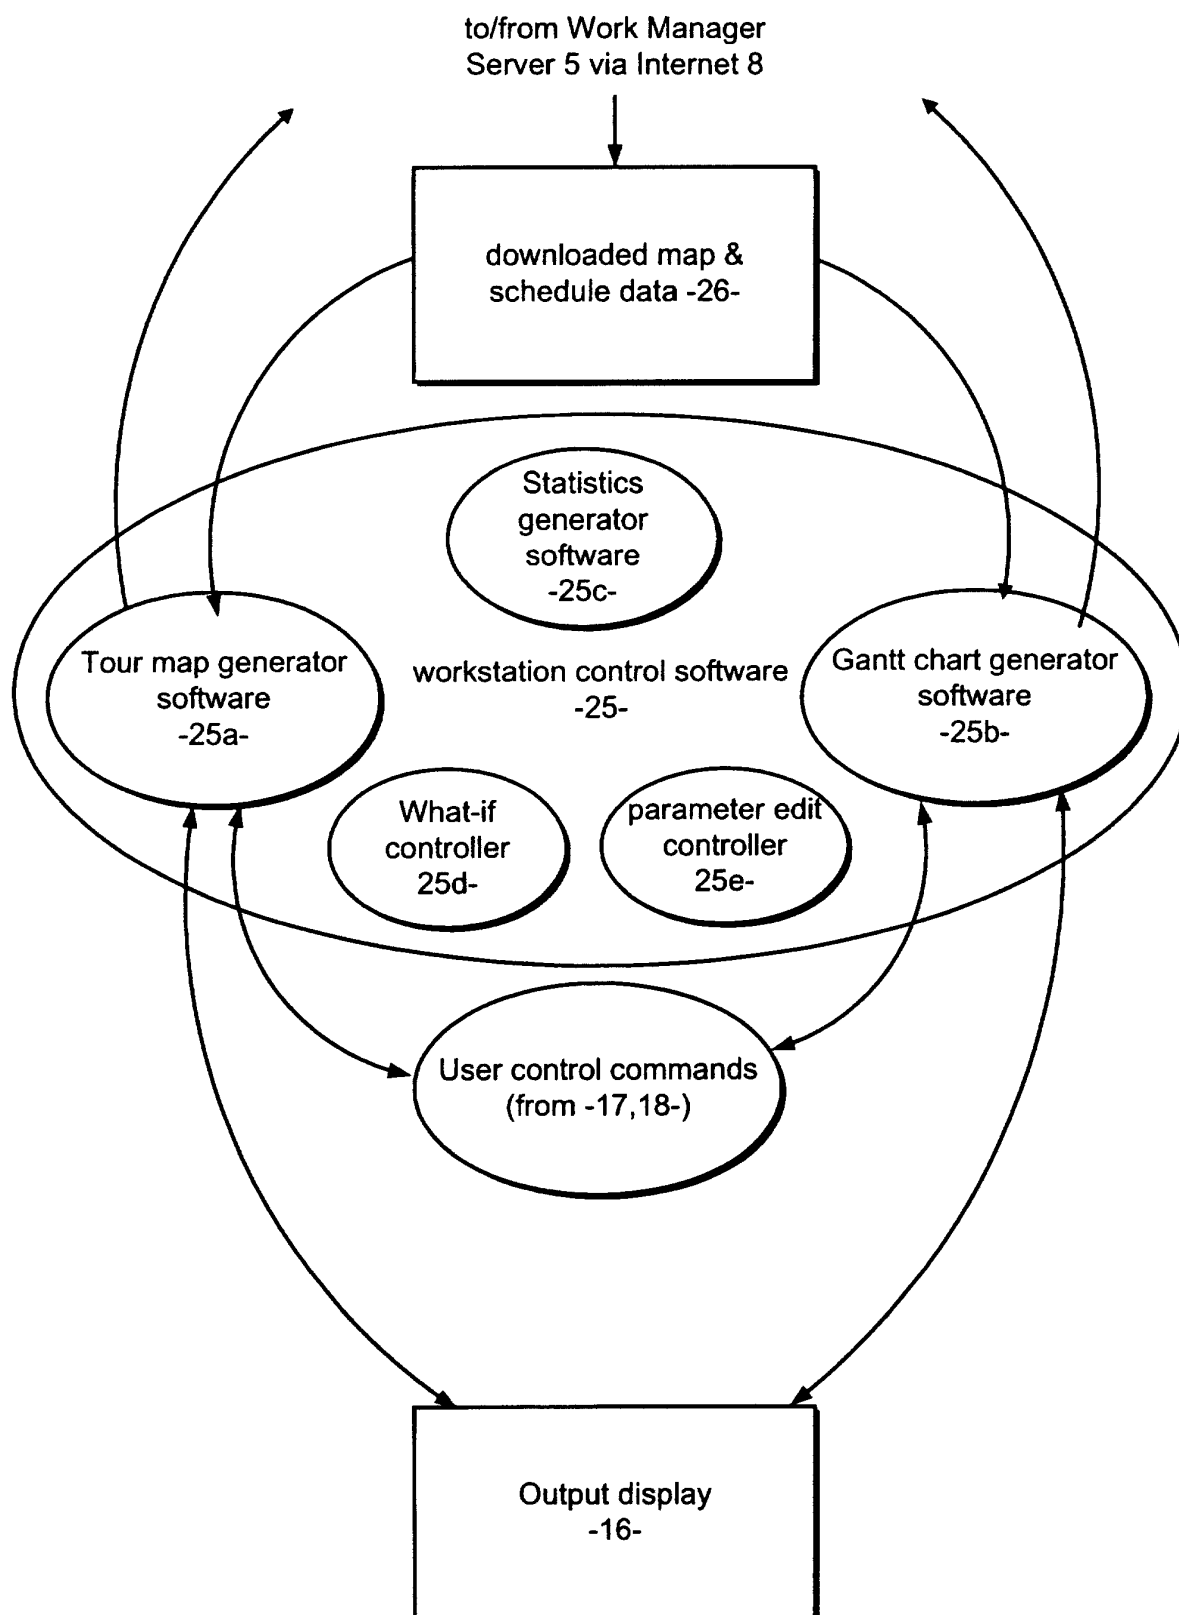 to/from Work Manager
Server 5 via Internet 8
downloaded map &
schedule data -26-
Statistics
generator
software
-25c-
Tour map generator
software
-25a-
workstation control software
-25-
Gantt chart generator
software
-25b-
What-if
controller
25d-
parameter edit
controller
25e-
User control commands
(from -17,18-)
Output display
-16-